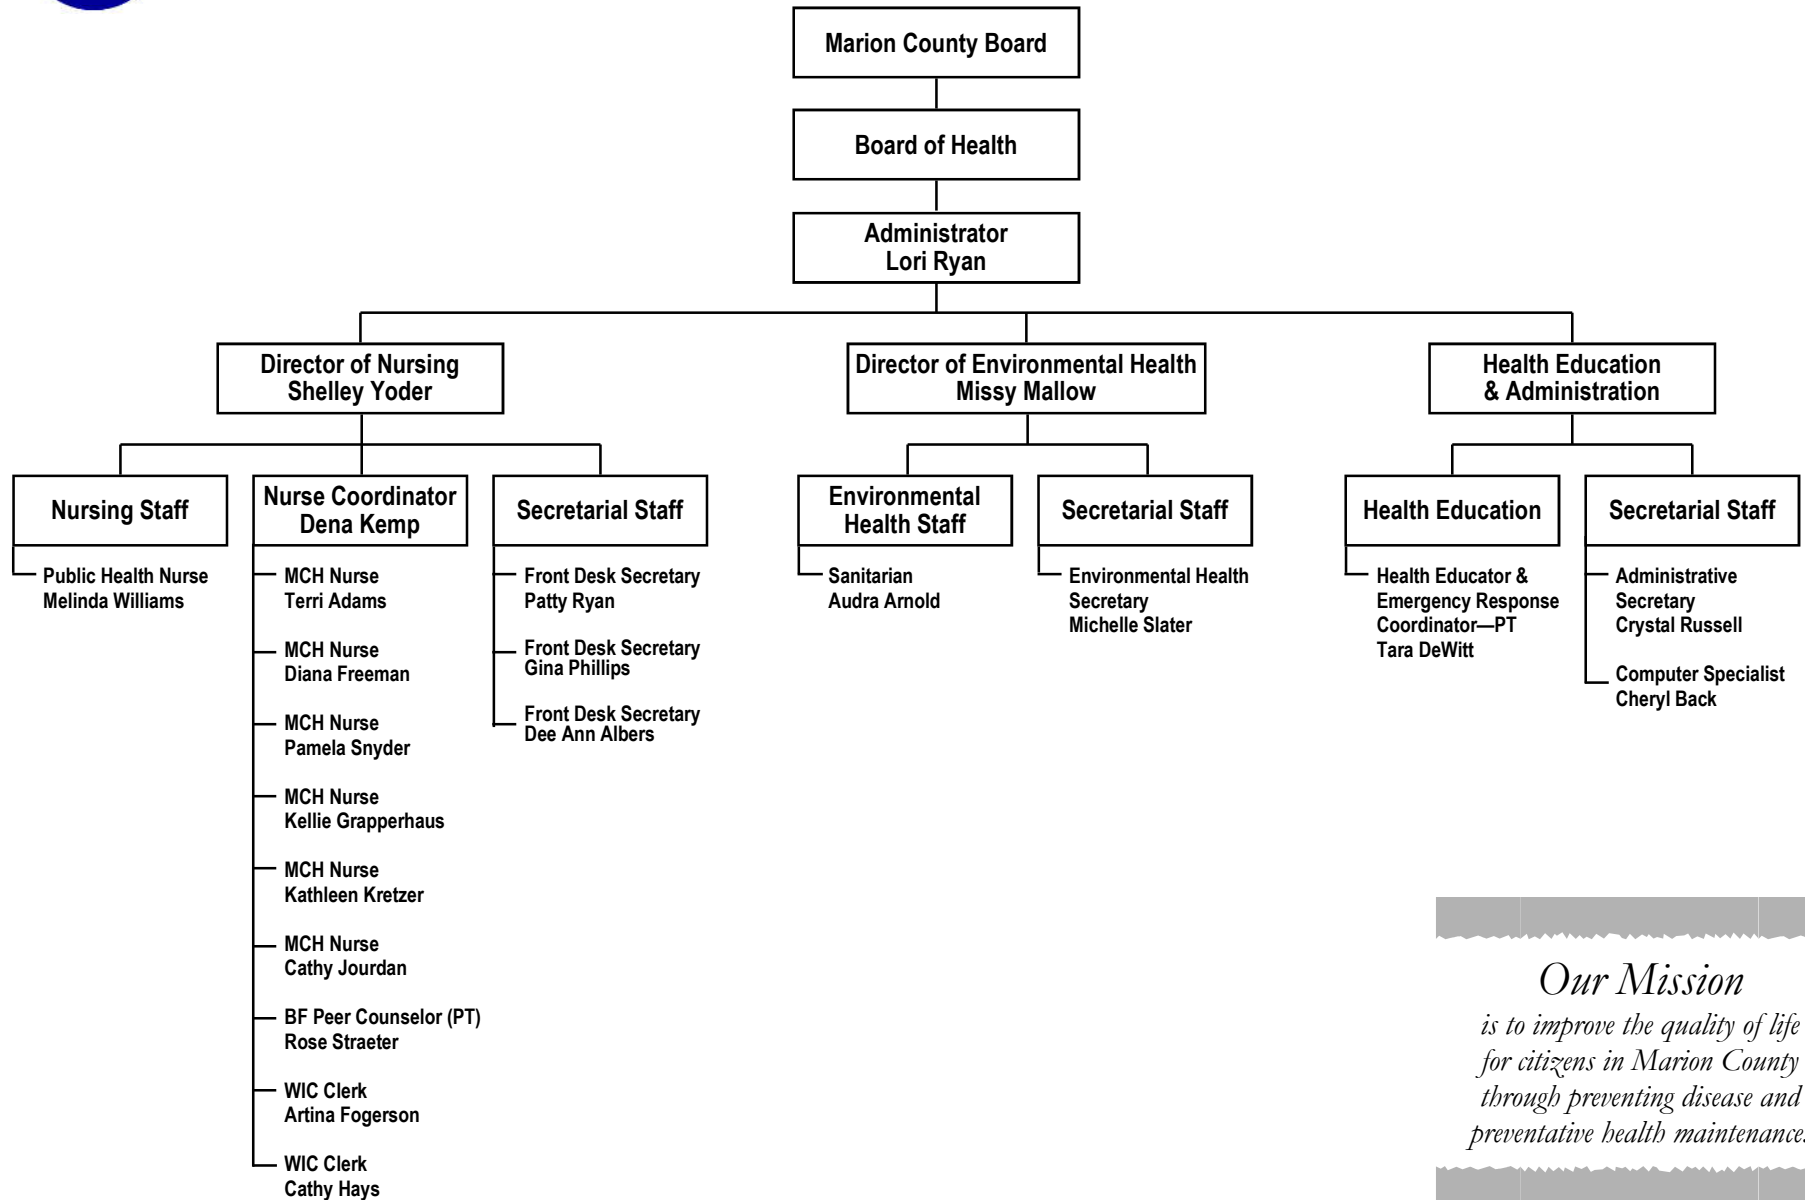 Marion County Board
Board of Health
Administrator
Lori Ryan
Director of Nursing
Shelley Yoder
Director of Environmental Health
Missy Mallow
Health Education
& Administration
Nursing Staff
Public Health Nurse
Melinda Williams
Nurse Coordinator
Dena Kemp
MCH Nurse
Terri Adams
MCH Nurse
Diana Freeman
MCH Nurse
Pamela Snyder
MCH Nurse
Kellie Grapperhaus
MCH Nurse
Kathleen Kretzer
MCH Nurse
Cathy Jourdan
BF Peer Counselor (PT)
Rose Straeter
WIC Clerk
Artina Fogerson
WIC Clerk
Cathy Hays
Secretarial Staff
Front Desk Secretary
Patty Ryan
Front Desk Secretary
Gina Phillips
Front Desk Secretary
Dee Ann Albers
Environmental
Health Staff
Sanitarian
Audra Arnold
Secretarial Staff
Environmental Health
Secretary
Michelle Slater
Health Education
Health Educator &
Emergency Response
Coordinator—PT
Tara DeWitt
Secretarial Staff
Administrative
Secretary
Crystal Russell
Computer Specialist
Cheryl Back
Our Mission
is to improve the quality of life
for citizens in Marion County
through preventing disease and
preventative health maintenance.